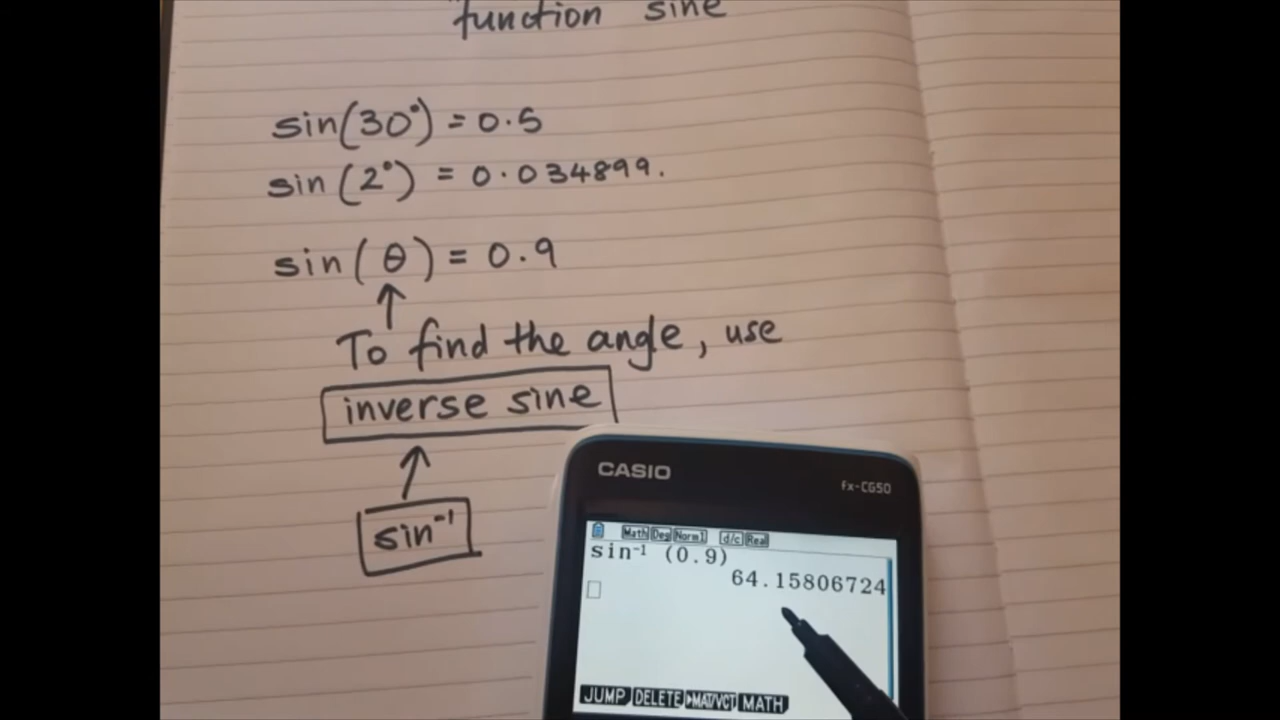 function sine
sin(30°) = 0.5
sin(2°) = 0.034899.
sin(θ) = 0.9
↑
To find the angle, use
inverse sine
↑
sin⁻¹
CASIO
fx-CG50
Math Deg Norm1 d/c Real
sin⁻¹ (0.9)
64.15806724
JUMP DELETE ▶MAT/VCT MATH